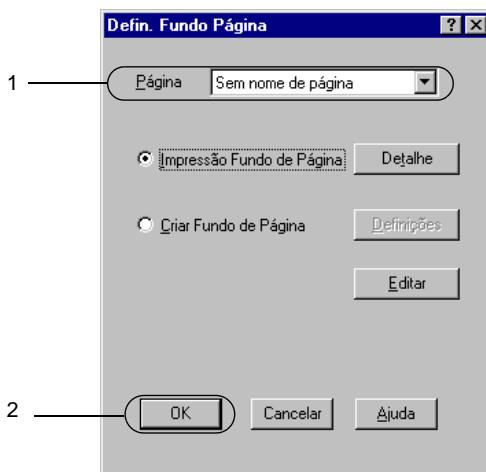 Defin. Fundo Página
1 Página Sem nome de página
Impressão Fundo de Página Detalhe
Criar Fundo de Página Definições
Editar
2 OK Cancelar Ajuda